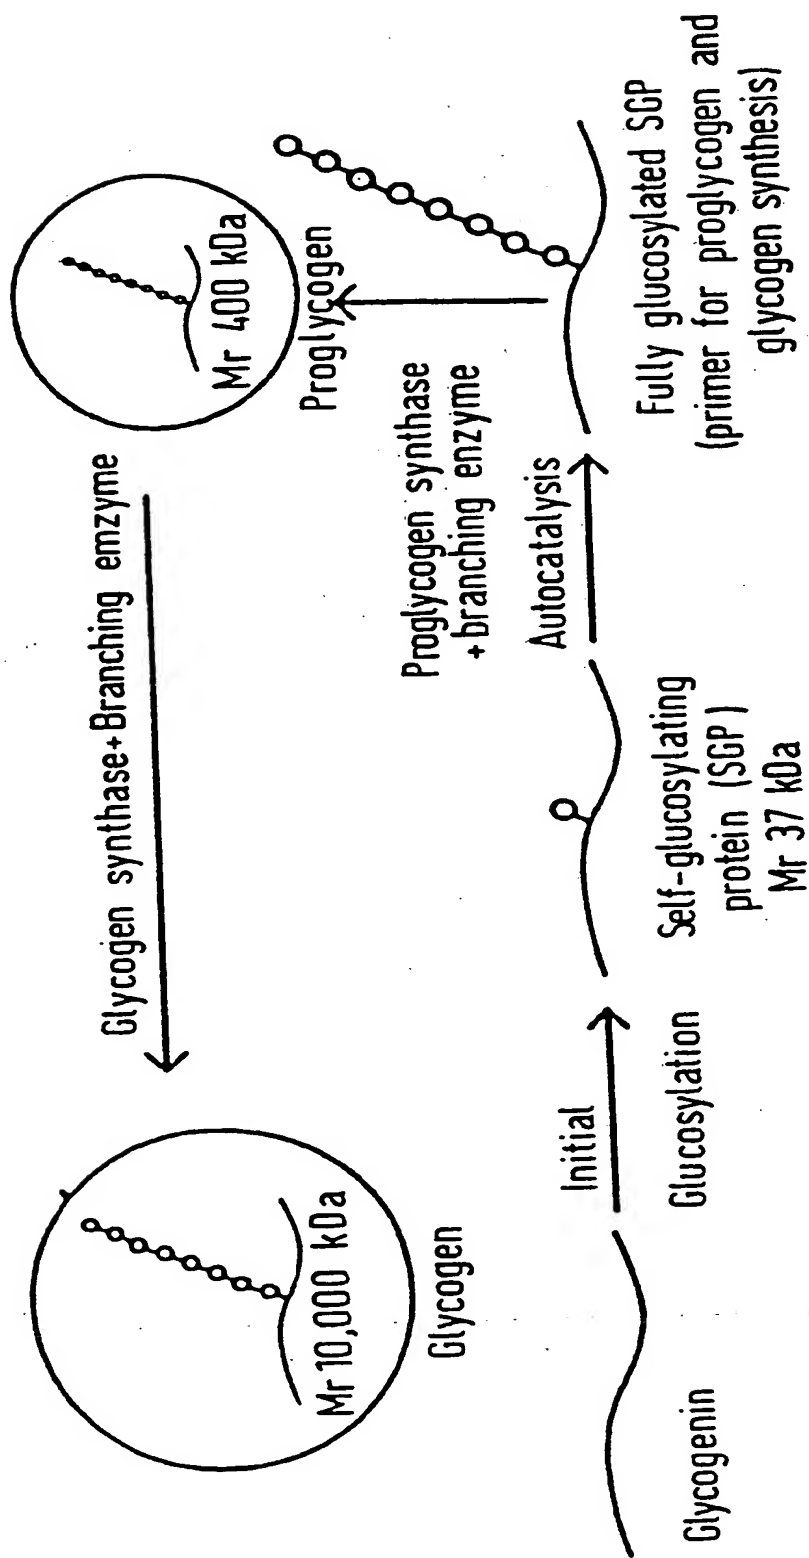 Mr 10,000 kDa
Glycogen
Glycogen synthase+Branching emzyme
Mr 400 kDa
Proglycogen
Proglycogen synthase
+branching enzyme
Glycogenin
Initial
Glucosylation
Self-glucosylating
protein (SGP)
Mr 37 kDa
Autocatalysis
Fully glucosylated SGP
(primer for proglycogen and
glycogen synthesis)